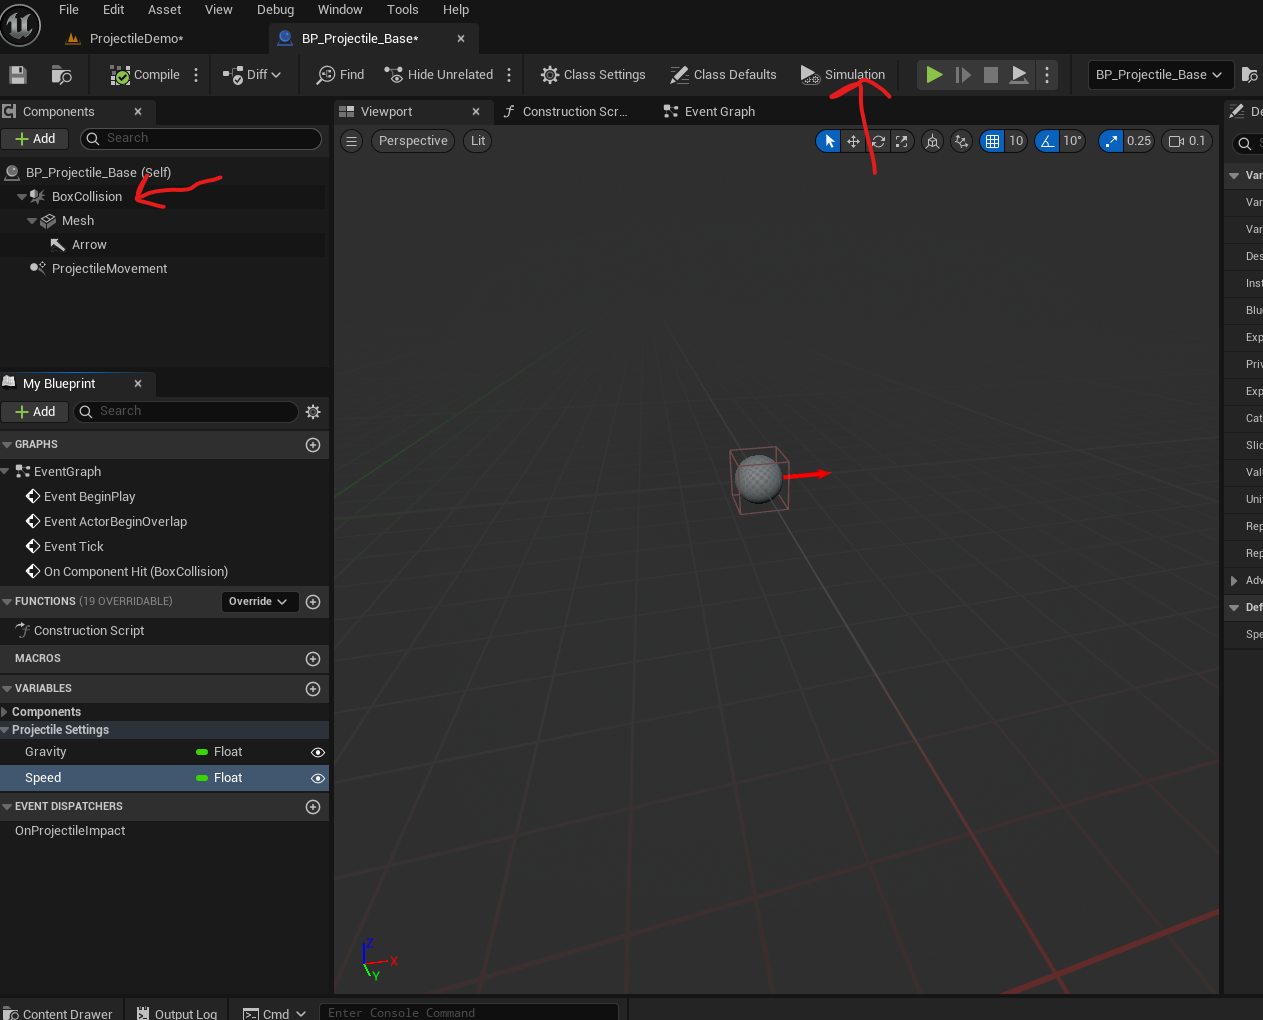 File Edit Asset View Debug Window Tools Help
ProjectileDemo* BP_Projectile_Base*
Compile Diff Find Hide Unrelated Class Settings Class Defaults Simulation BP_Projectile_Base
Components Viewport Construction Scr... Event Graph De
Add Search Perspective Lit 10 10° 0.25 0.1 S
BP_Projectile_Base (Self) Var
BoxCollision Var
Mesh Var
Arrow Des
ProjectileMovement Inst
Blue
Exp
Priv
My Blueprint Exp
Add Search Cat
GRAPHS Slic
EventGraph Valu
Event BeginPlay Unit
Event ActorBeginOverlap Rep
Event Tick Rep
On Component Hit (BoxCollision) Adv
FUNCTIONS (19 OVERRIDABLE) Override Def
Construction Script Spe
MACROS
VARIABLES
Components
Projectile Settings
Gravity Float
Speed Float
EVENT DISPATCHERS
OnProjectileImpact
Z
X
Y
Content Drawer Output Log Cmd Enter Console Command